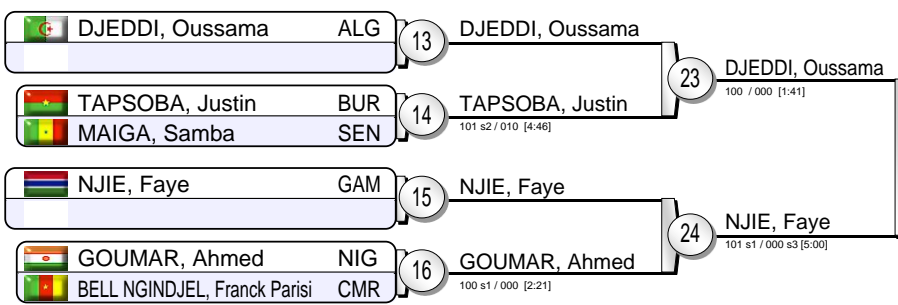 DJEDDI, Oussama ALG
13
DJEDDI, Oussama
23
DJEDDI, Oussama
100 / 000 [1:41]
TAPSOBA, Justin BUR
MAIGA, Samba SEN
14
TAPSOBA, Justin
101 s2 / 010 [4:46]
NJIE, Faye GAM
15
NJIE, Faye
24
NJIE, Faye
101 s1 / 000 s3 [5:00]
GOUMAR, Ahmed NIG
BELL NGINDJEL, Franck Parisi CMR
16
GOUMAR, Ahmed
100 s1 / 000 [2:21]